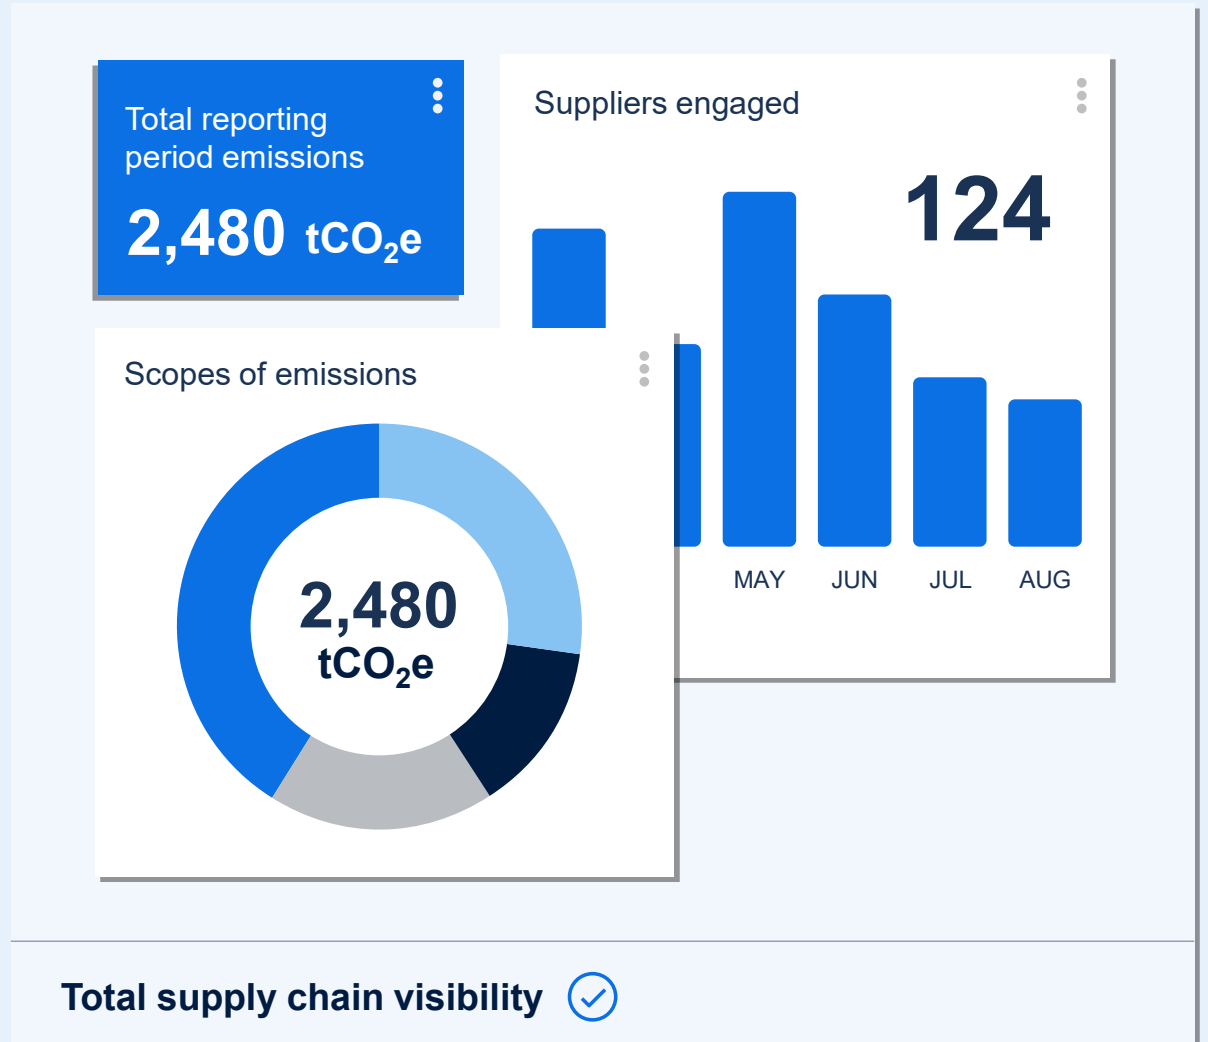 Total reporting
period emissions
2,480 tCO₂e
Suppliers engaged
124
MAY JUN JUL AUG
Scopes of emissions
2,480
tCO₂e
Total supply chain visibility